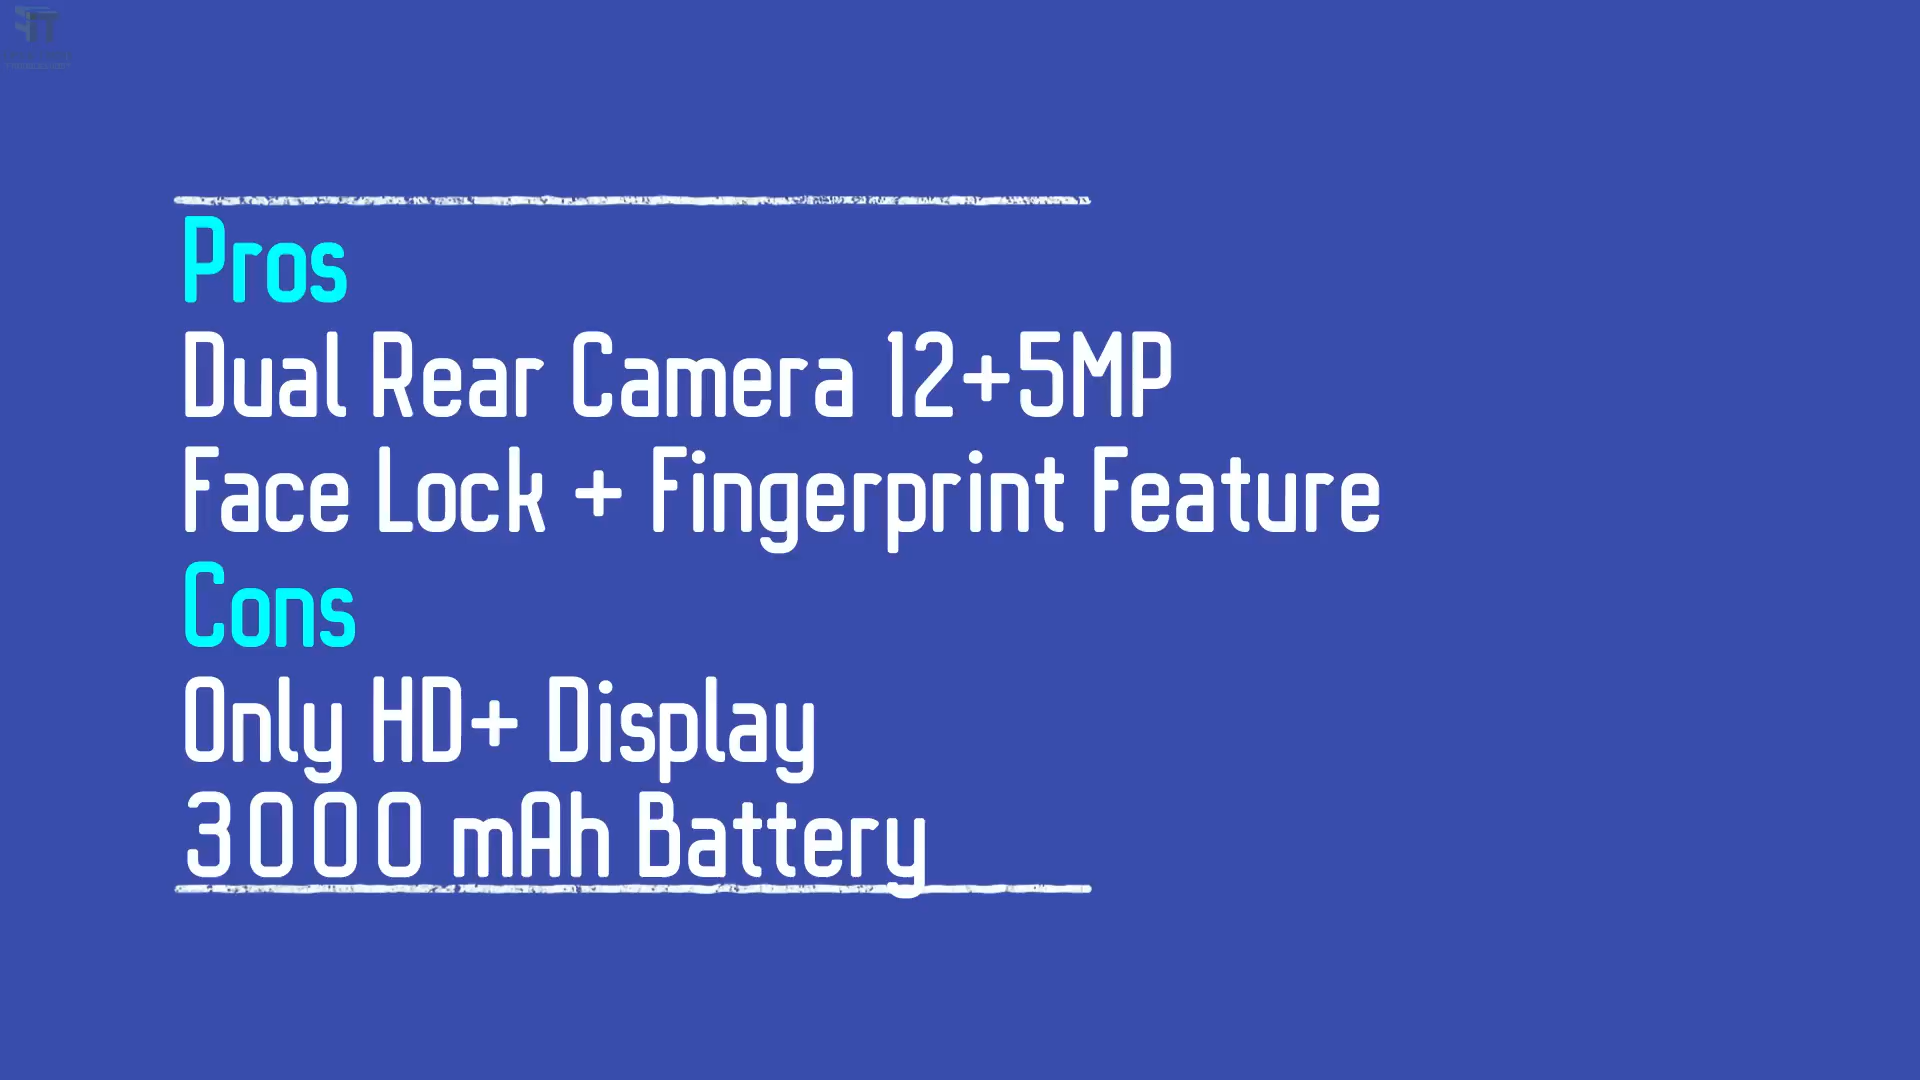 Pros
Dual Rear Camera 12+5MP
Face Lock + Fingerprint Feature
Cons
Only HD+ Display
3000 mAh Battery